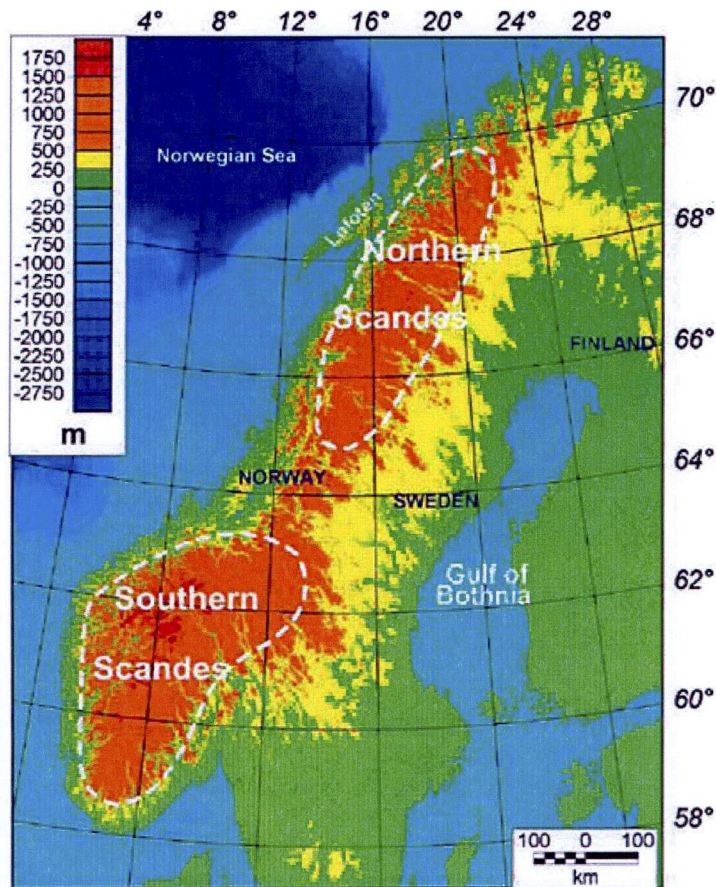 4° 8° 12° 16° 20° 24° 28°
1750
1500
1250
1000
750
500
250
0
-250
-500
-750
-1000
-1250
-1500
-1750
-2000
-2250
-2500
-2750
m
Norwegian Sea
70°
Lofoten
68°
Northern
Scandes
FINLAND
66°
64°
NORWAY
SWEDEN
Gulf of
Bothnia
62°
Southern
Scandes
60°
58°
100 0 100
km